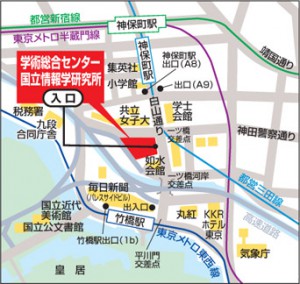 都営新宿線
東京メトロ半蔵門線
神保町駅
神保町駅
靖国通り
学術総合センター
国立情報学研究所
入口
集英社
小学館
出口（A8）
出口（A9）
白山通り
税務署
九段
合同庁舎
共立
女子大
学士
会館
神田警察通り
一ツ橋
交差点
如水
会館
一ツ橋河岸
交差点
都営三田線
高速道路
毎日新聞
(パレスサイドビル)
出入口
竹橋駅
国立近代
美術館
国立公文書館
竹橋駅出口(1b)
丸紅
KKR
ホテル
東京
東京メトロ東西線
気象庁
平川門
交差点
皇居